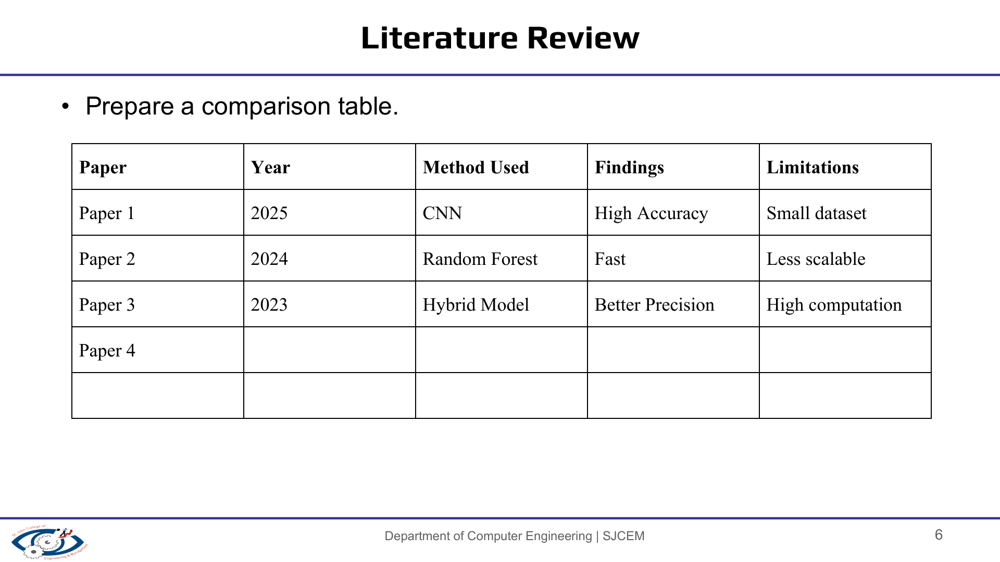 Literature Review
• Prepare a comparison table.
Paper Year Method Used Findings Limitations
Paper 1 2025 CNN High Accuracy Small dataset
Paper 2 2024 Random Forest Fast Less scalable
Paper 3 2023 Hybrid Model Better Precision High computation
Paper 4
St. John College of
Engineering & Management
Department of Computer Engineering | SJCEM
6